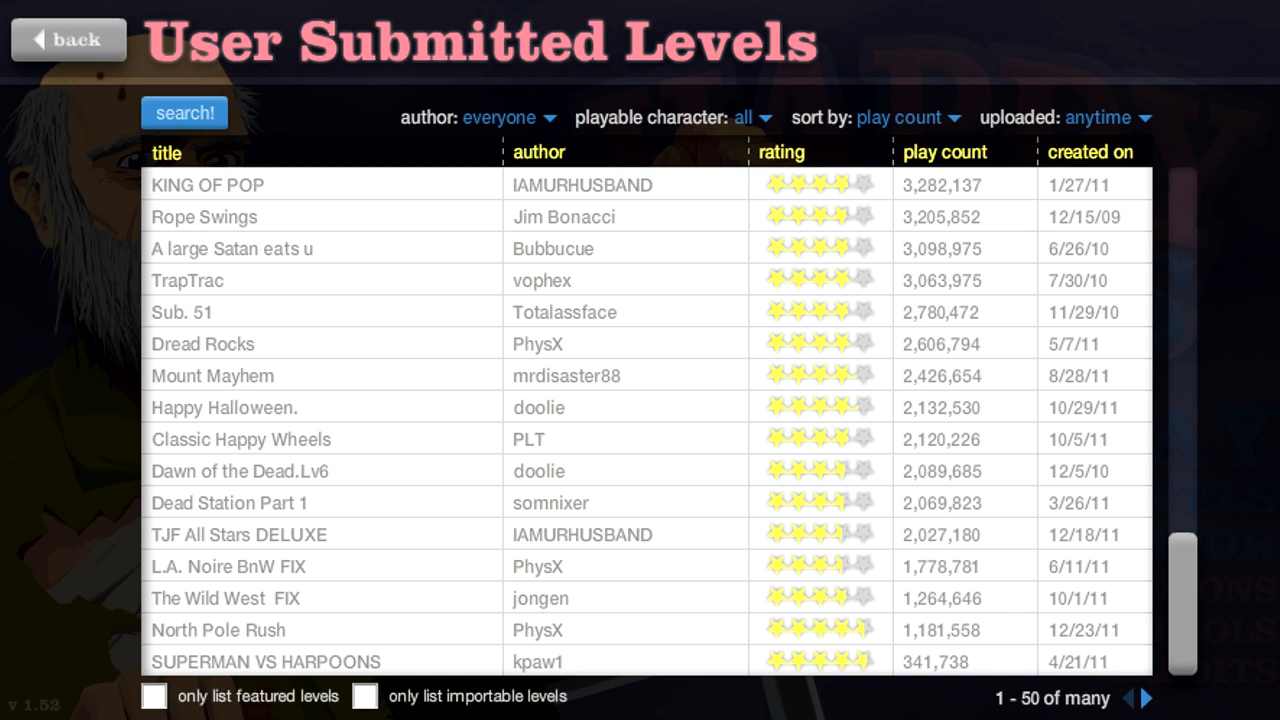 back
User Submitted Levels
search!
author: everyone playable character: all sort by: play count uploaded: anytime
title author rating play count created on
KING OF POP IAMURHUSBAND 3,282,137 1/27/11
Rope Swings Jim Bonacci 3,205,852 12/15/09
A large Satan eats u Bubbucue 3,098,975 6/26/10
TrapTrac vophex 3,063,975 7/30/10
Sub. 51 Totalassface 2,780,472 11/29/10
Dread Rocks PhysX 2,606,794 5/7/11
Mount Mayhem mrdisaster88 2,426,654 8/28/11
Happy Halloween. doolie 2,132,530 10/29/11
Classic Happy Wheels PLT 2,120,226 10/5/11
Dawn of the Dead.Lv6 doolie 2,089,685 12/5/10
Dead Station Part 1 somnixer 2,069,823 3/26/11
TJF All Stars DELUXE IAMURHUSBAND 2,027,180 12/18/11
L.A. Noire BnW FIX PhysX 1,778,781 6/11/11
The Wild West  FIX jongen 1,264,646 10/1/11
North Pole Rush PhysX 1,181,558 12/23/11
SUPERMAN VS HARPOONS kpaw1 341,738 4/21/11
only list featured levels only list importable levels 1 - 50 of many
v 1.52